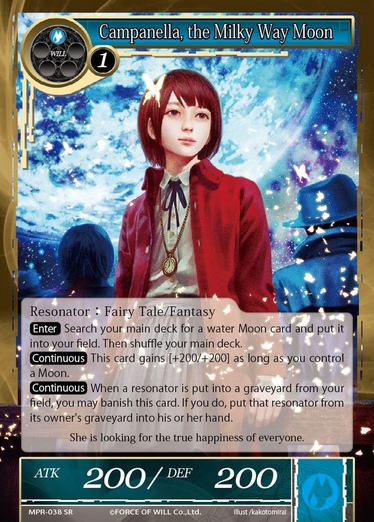 Campanella, the Milky Way Moon
WILL
1
Resonator : Fairy Tale/Fantasy
Enter Search your main deck for a water Moon card and put it
into your field. Then shuffle your main deck.
Continuous This card gains [+200/+200] as long as you control
a Moon.
Continuous When a resonator is put into a graveyard from your
field, you may banish this card. If you do, put that resonator from
its owner's graveyard into his or her hand.
She is looking for the true happiness of everyone.
ATK 200 / DEF 200
MPR-038 SR ©FORCE OF WILL Co.,Ltd. Illust / kakotomirai